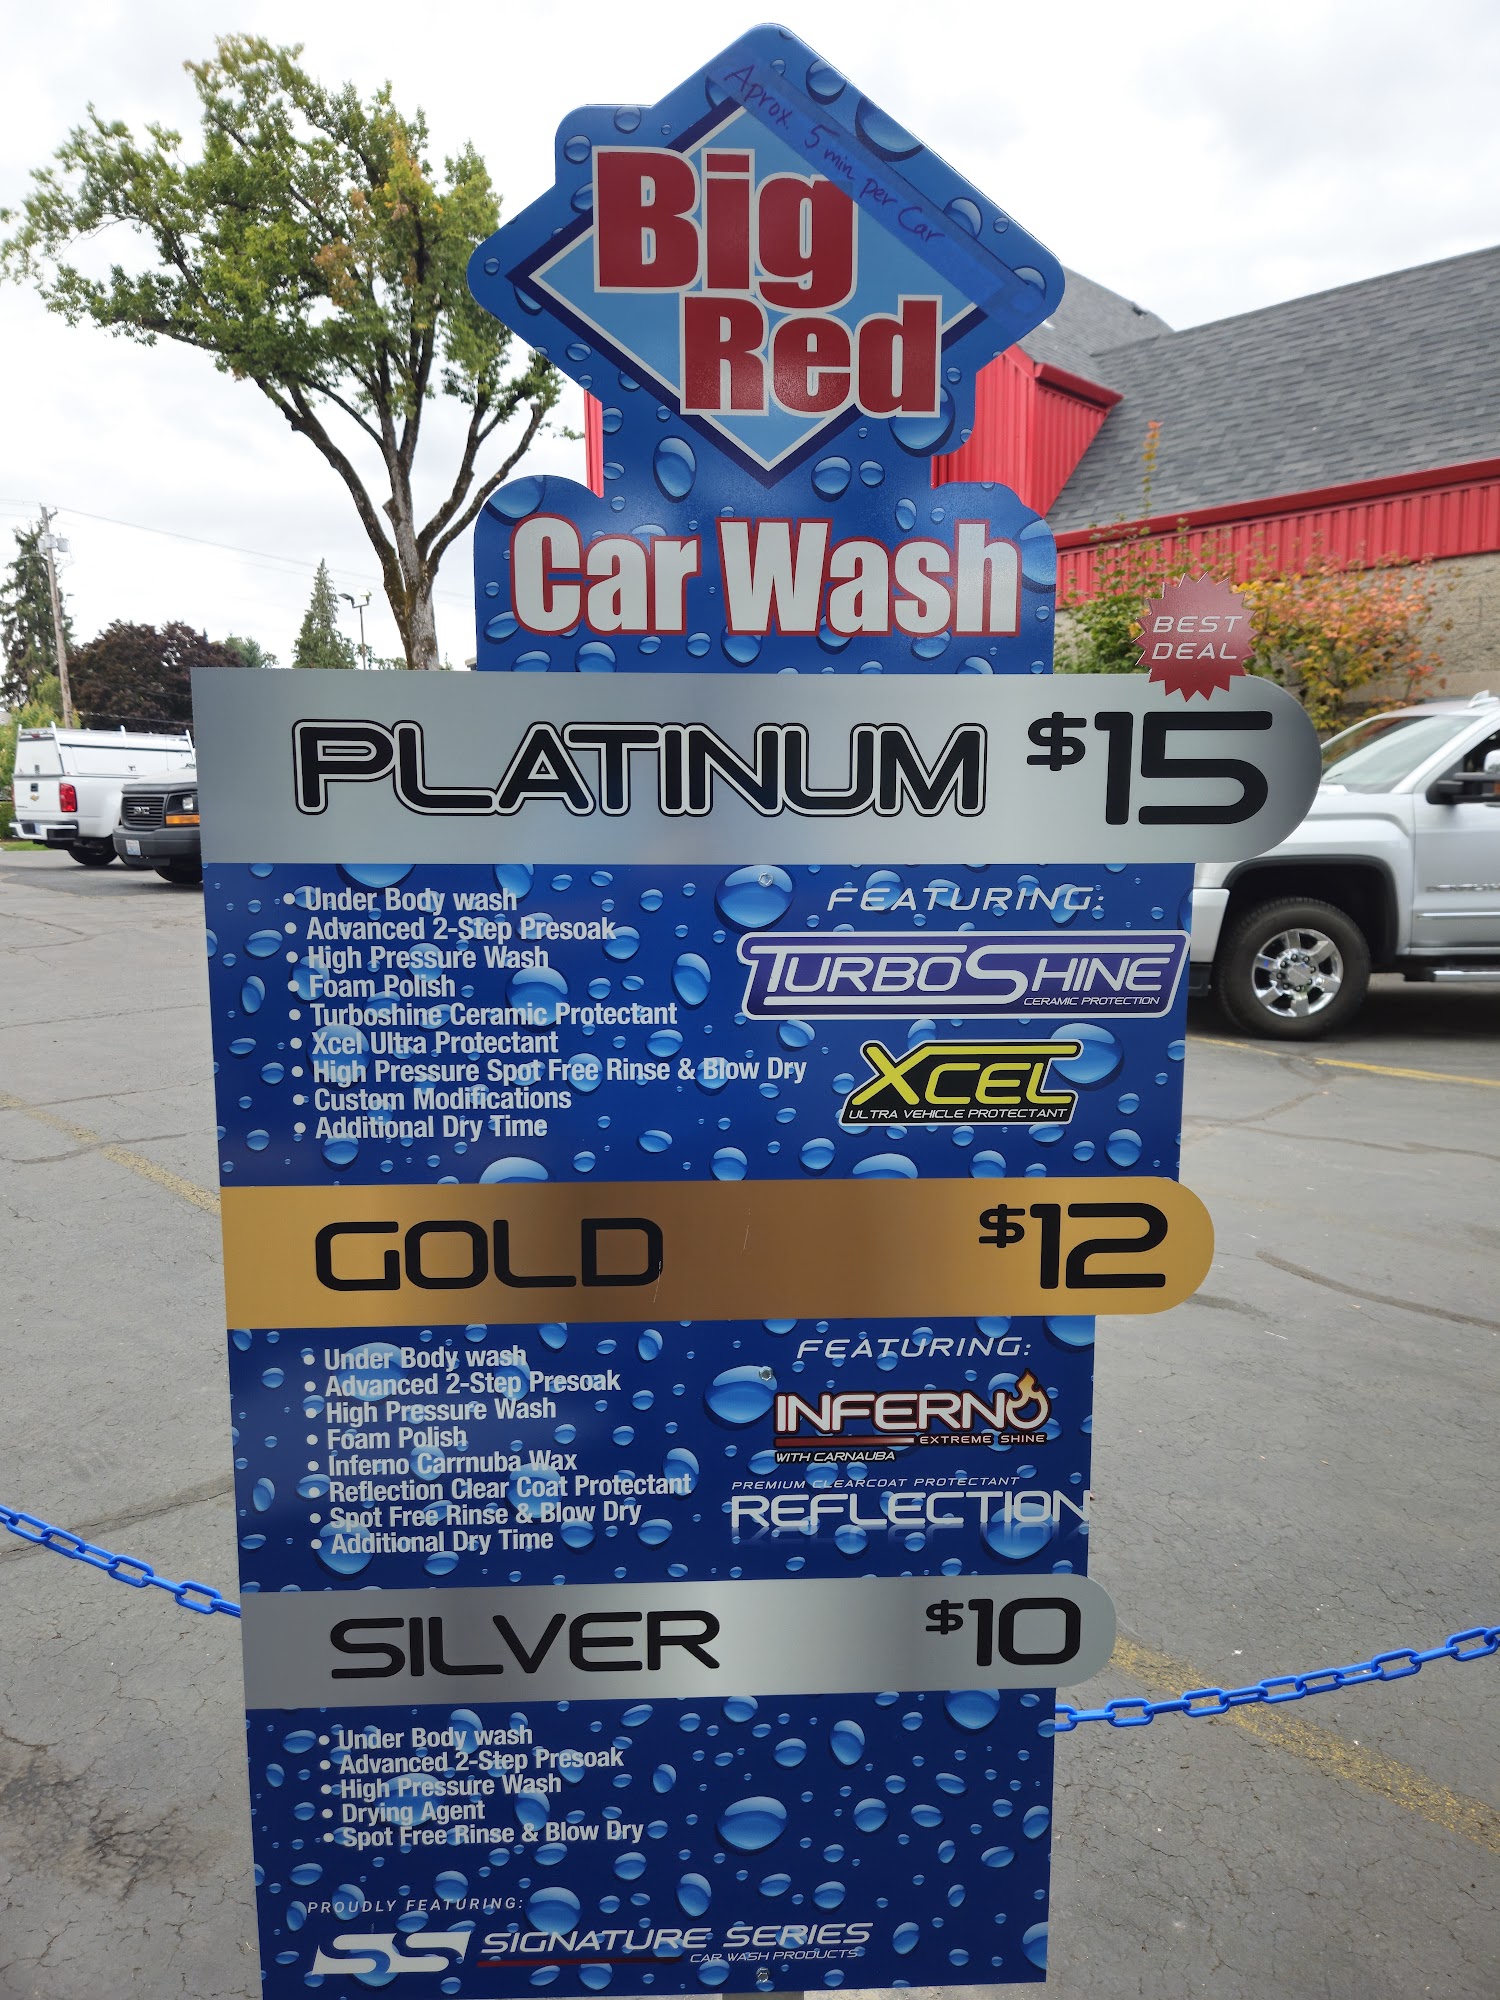 Aprox. 5 min per Car
Big
Red
Car Wash
BEST
DEAL
PLATINUM $15
• Under Body wash
• Advanced 2-Step Presoak
• High Pressure Wash
• Foam Polish
• Turboshine Ceramic Protectant
• Xcel Ultra Protectant
• High Pressure Spot Free Rinse & Blow Dry
• Custom Modifications
• Additional Dry Time
FEATURING:
TURBOSHINE
CERAMIC PROTECTION
XCEL
ULTRA VEHICLE PROTECTANT
GOLD $12
• Under Body wash
• Advanced 2-Step Presoak
• High Pressure Wash
• Foam Polish
• Inferno Carrnuba Wax
• Reflection Clear Coat Protectant
• Spot Free Rinse & Blow Dry
• Additional Dry Time
FEATURING:
INFERNO
EXTREME SHINE
WITH CARNAUBA
PREMIUM CLEARCOAT PROTECTANT
REFLECTION
SILVER $10
• Under Body wash
• Advanced 2-Step Presoak
• High Pressure Wash
• Drying Agent
• Spot Free Rinse & Blow Dry
PROUDLY FEATURING:
SS SIGNATURE SERIES
CAR WASH PRODUCTS
GMC